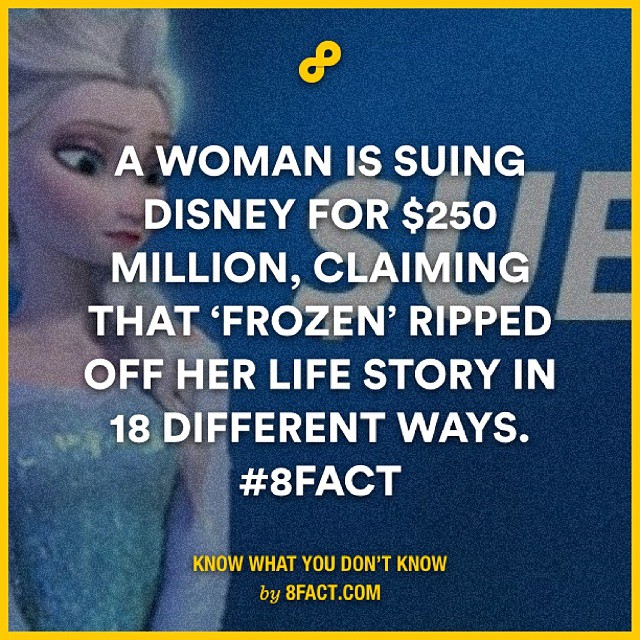 A WOMAN IS SUING
DISNEY FOR $250
MILLION, CLAIMING
THAT ‘FROZEN’ RIPPED
OFF HER LIFE STORY IN
18 DIFFERENT WAYS.
#8FACT
KNOW WHAT YOU DON’T KNOW
by 8FACT.COM